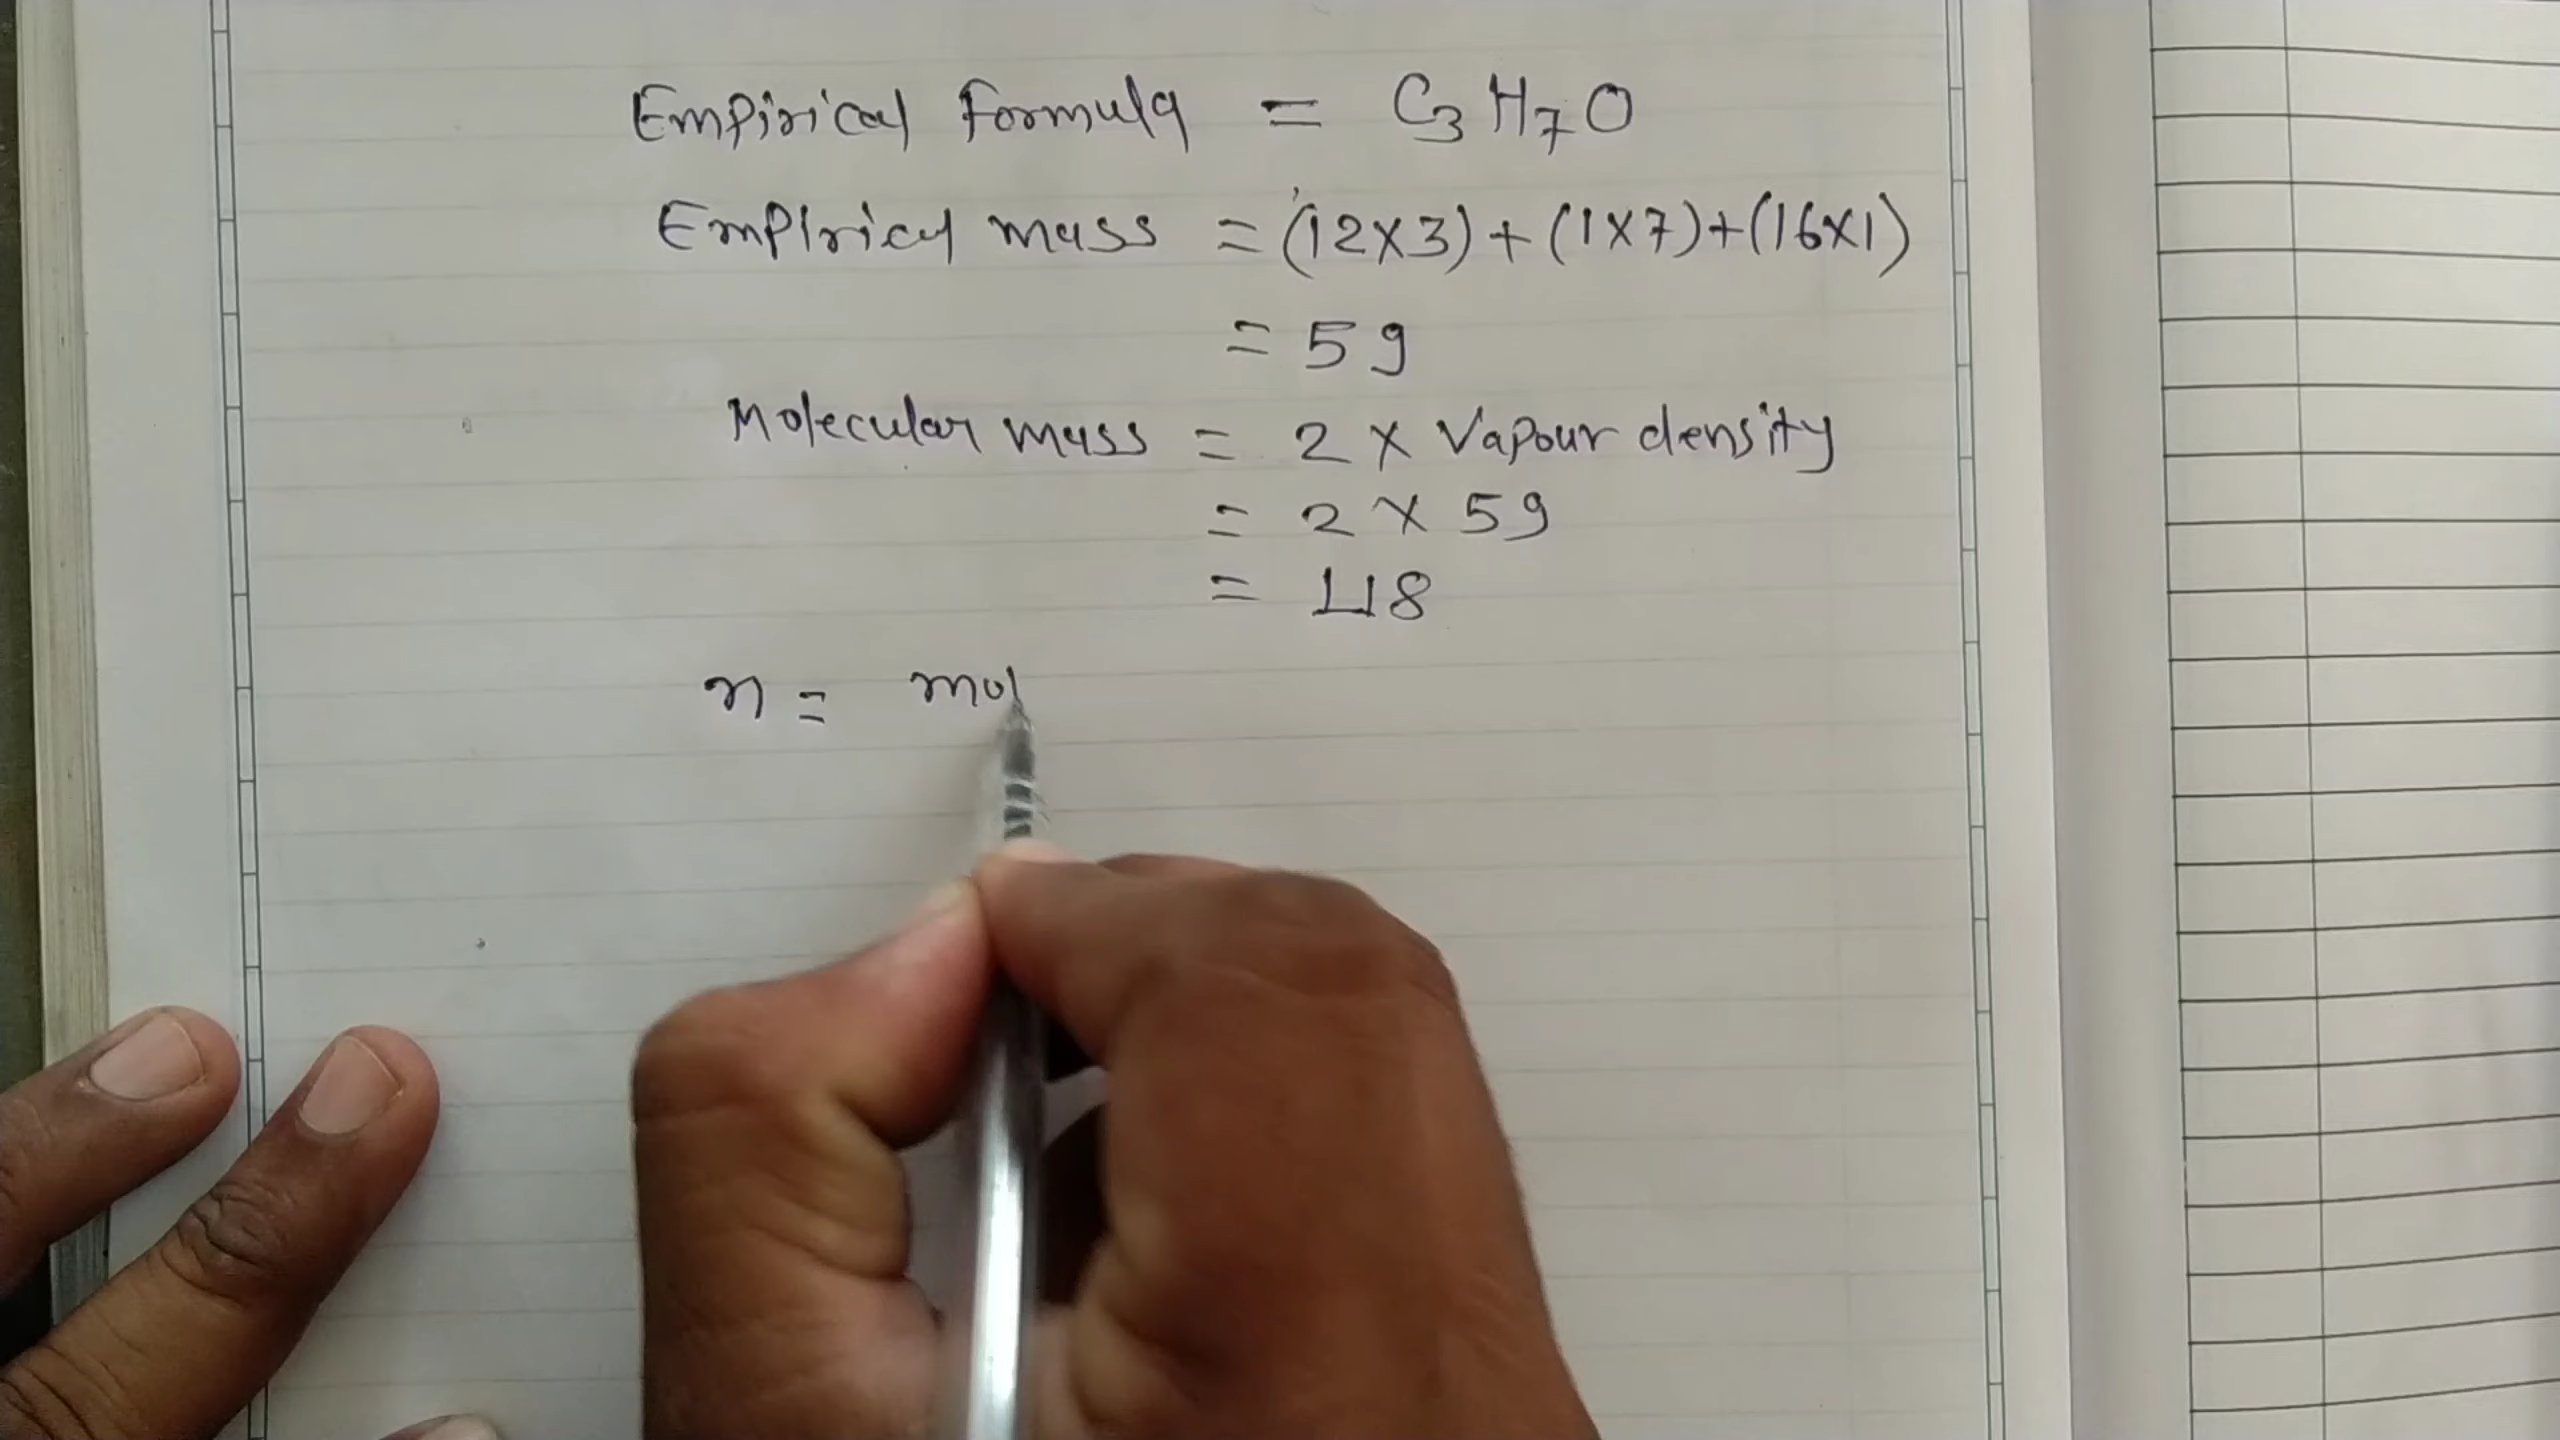 Empirical Formula = C₃H₇O
Empirical mass = (12×3)+(1×7)+(16×1)
= 59
Molecular mass = 2 × Vapour density
= 2 × 59
= 118
n = mol